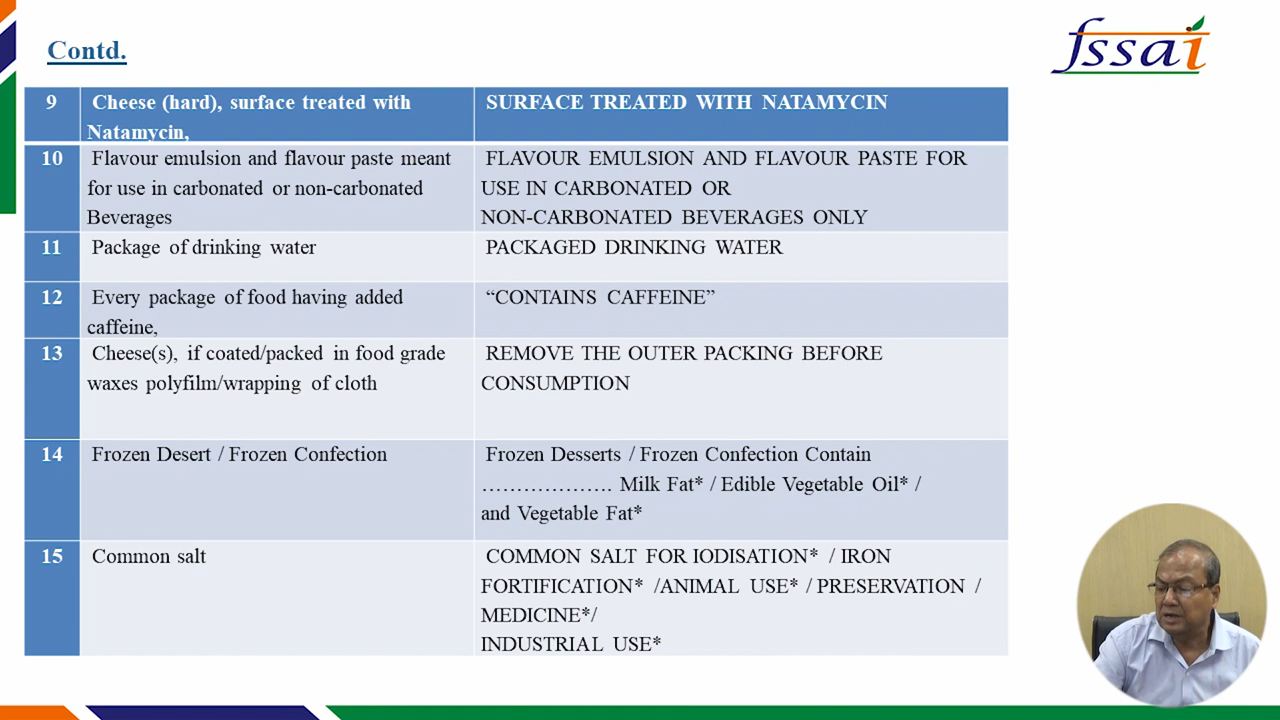 Contd.
fssai
9 Cheese (hard), surface treated with SURFACE TREATED WITH NATAMYCIN
Natamycin,
10 Flavour emulsion and flavour paste meant FLAVOUR EMULSION AND FLAVOUR PASTE FOR
for use in carbonated or non-carbonated USE IN CARBONATED OR
Beverages NON-CARBONATED BEVERAGES ONLY
11 Package of drinking water PACKAGED DRINKING WATER
12 Every package of food having added “CONTAINS CAFFEINE”
caffeine,
13 Cheese(s), if coated/packed in food grade REMOVE THE OUTER PACKING BEFORE
waxes polyfilm/wrapping of cloth CONSUMPTION
14 Frozen Desert / Frozen Confection Frozen Desserts / Frozen Confection Contain
………………. Milk Fat* / Edible Vegetable Oil* /
and Vegetable Fat*
15 Common salt COMMON SALT FOR IODISATION* / IRON
FORTIFICATION* /ANIMAL USE* / PRESERVATION /
MEDICINE*/
INDUSTRIAL USE*